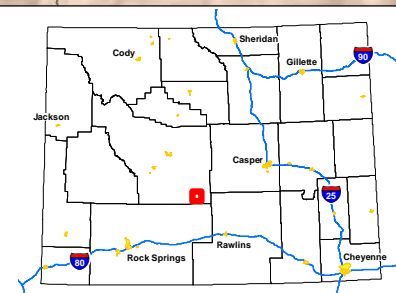 Sheridan
Cody
90
Gillette
Jackson
Casper
25
Rawlins
Cheyenne
80
Rock Springs